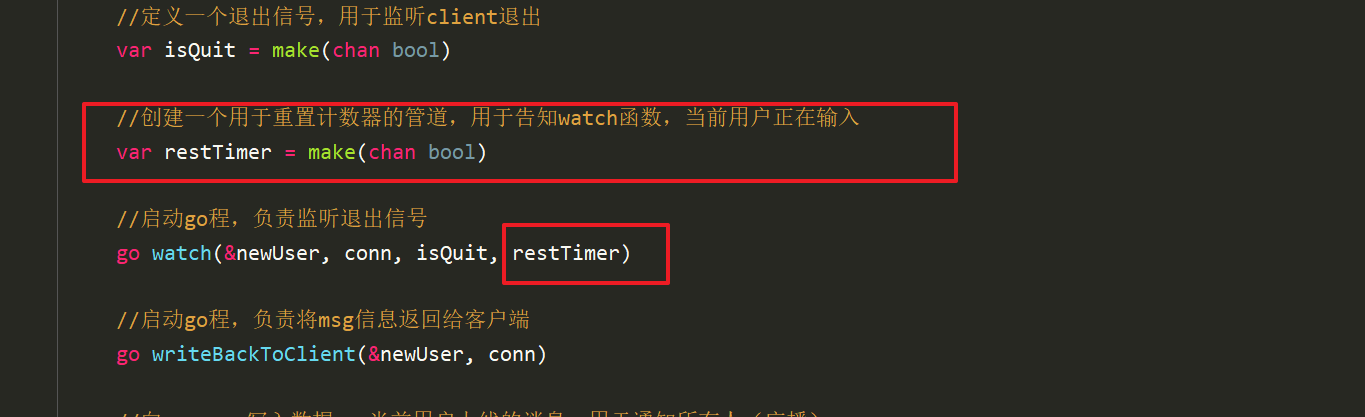 //定义一个退出信号，用于监听client退出
var isQuit = make(chan bool)
//创建一个用于重置计数器的管道，用于告知watch函数，当前用户正在输入
var restTimer = make(chan bool)
//启动go程，负责监听退出信号
go watch(&newUser, conn, isQuit, restTimer)
//启动go程，负责将msg信息返回给客户端
go writeBackToClient(&newUser, conn)